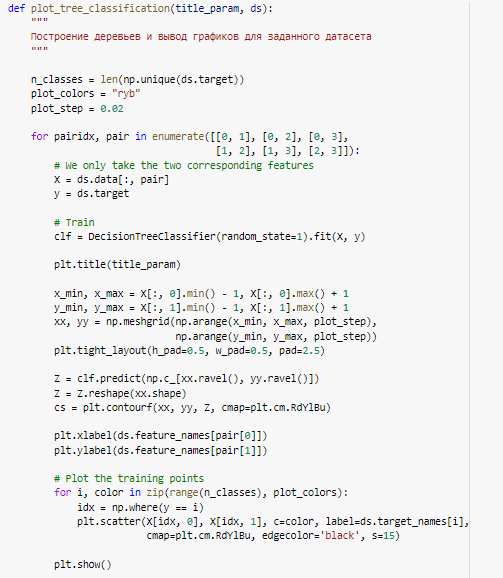 def plot_tree_classification(title_param, ds):
    """
    Построение деревьев и вывод графиков для заданного датасета
    """

    n_classes = len(np.unique(ds.target))
    plot_colors = "ryb"
    plot_step = 0.02

    for pairidx, pair in enumerate([[0, 1], [0, 2], [0, 3],
                                    [1, 2], [1, 3], [2, 3]]):
        # We only take the two corresponding features
        X = ds.data[:, pair]
        y = ds.target

        # Train
        clf = DecisionTreeClassifier(random_state=1).fit(X, y)

        plt.title(title_param)

        x_min, x_max = X[:, 0].min() - 1, X[:, 0].max() + 1
        y_min, y_max = X[:, 1].min() - 1, X[:, 1].max() + 1
        xx, yy = np.meshgrid(np.arange(x_min, x_max, plot_step),
                             np.arange(y_min, y_max, plot_step))
        plt.tight_layout(h_pad=0.5, w_pad=0.5, pad=2.5)

        Z = clf.predict(np.c_[xx.ravel(), yy.ravel()])
        Z = Z.reshape(xx.shape)
        cs = plt.contourf(xx, yy, Z, cmap=plt.cm.RdYlBu)

        plt.xlabel(ds.feature_names[pair[0]])
        plt.ylabel(ds.feature_names[pair[1]])

        # Plot the training points
        for i, color in zip(range(n_classes), plot_colors):
            idx = np.where(y == i)
            plt.scatter(X[idx, 0], X[idx, 1], c=color, label=ds.target_names[i],
                        cmap=plt.cm.RdYlBu, edgecolor='black', s=15)

        plt.show()